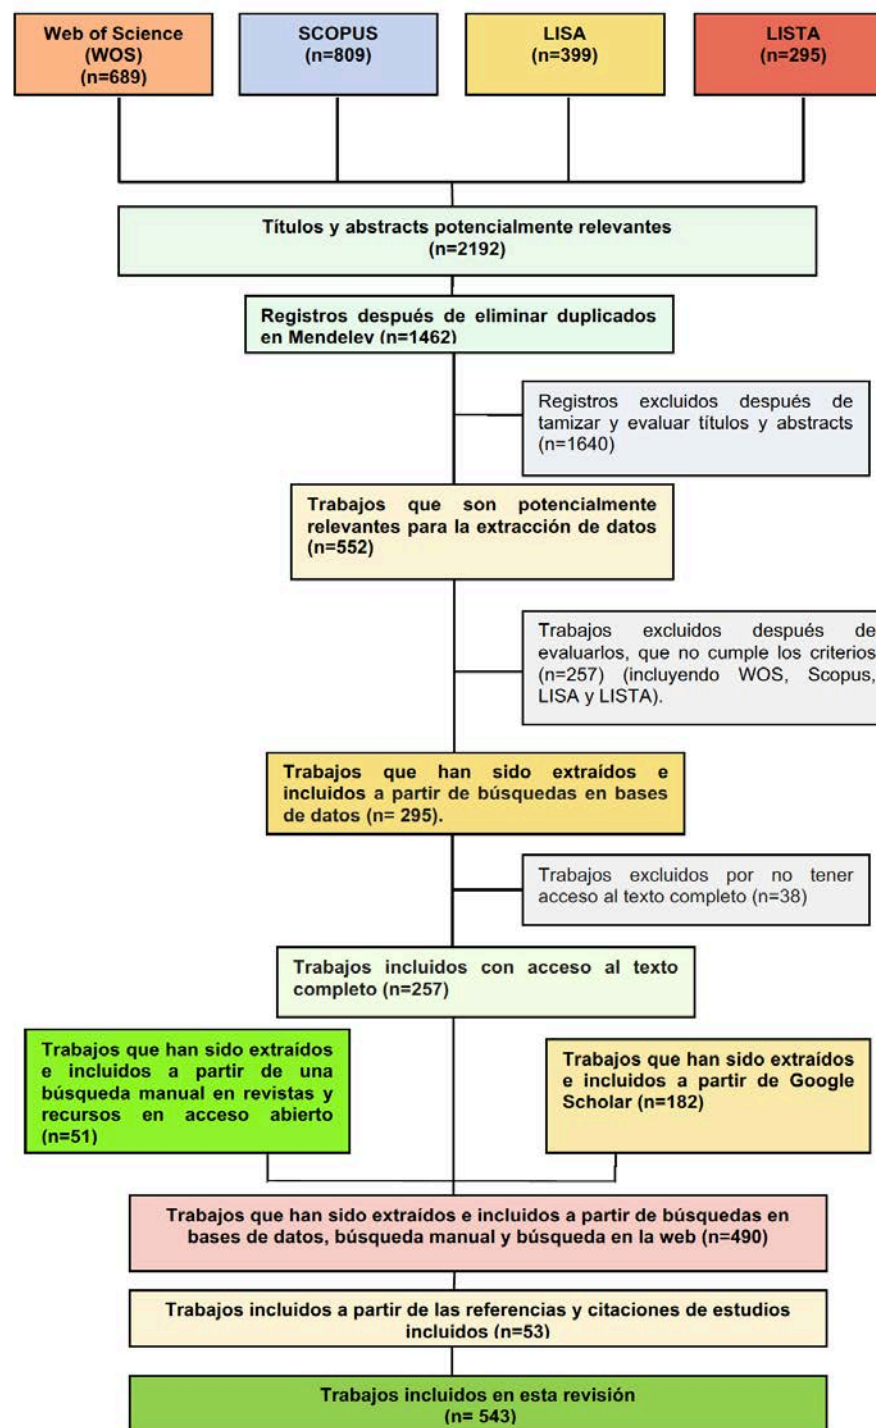 Web of Science
(WOS)
(n=689)
SCOPUS
(n=809)
LISA
(n=399)
LISTA
(n=295)
Títulos y abstracts potencialmente relevantes
(n=2192)
Registros después de eliminar duplicados
en Mendeley (n=1462)
Registros excluidos después de
tamizar y evaluar títulos y abstracts
(n=1640)
Trabajos que son potencialmente
relevantes para la extracción de datos
(n=552)
Trabajos excluidos después de
evaluarlos, que no cumple los criterios
(n=257) (incluyendo WOS, Scopus,
LISA y LISTA).
Trabajos que han sido extraídos e
incluidos a partir de búsquedas en bases
de datos (n= 295).
Trabajos excluidos por no tener
acceso al texto completo (n=38)
Trabajos incluidos con acceso al texto
completo (n=257)
Trabajos que han sido extraídos
e incluidos a partir de una
búsqueda manual en revistas y
recursos en acceso abierto
(n=51)
Trabajos que han sido extraídos
e incluidos a partir de Google
Scholar (n=182)
Trabajos que han sido extraídos e incluidos a partir de búsquedas en
bases de datos, búsqueda manual y búsqueda en la web (n=490)
Trabajos incluidos a partir de las referencias y citaciones de estudios
incluidos (n=53)
Trabajos incluidos en esta revisión
(n= 543)